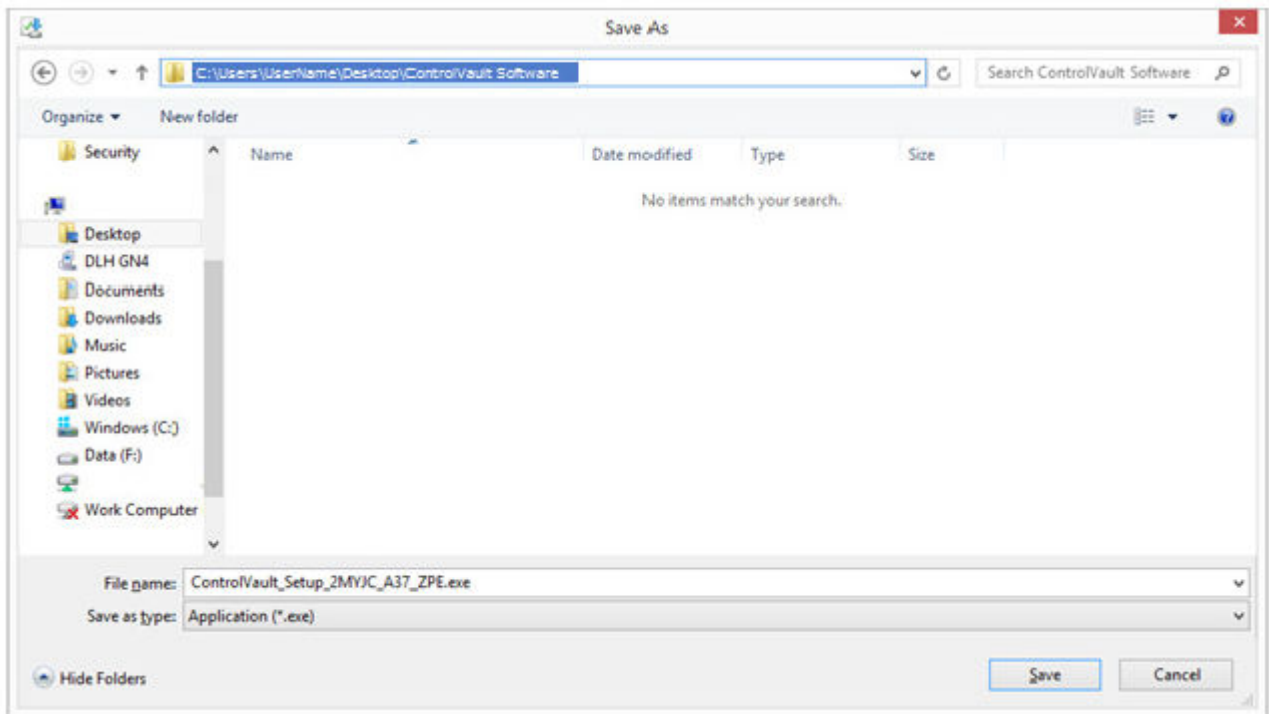 Save As
C:\Users\UserName\Desktop\ControlVault Software
Search ControlVault Software
Organize New folder
Name Date modified Type Size
No items match your search.
Security
Desktop
DLH GN4
Documents
Downloads
Music
Pictures
Videos
Windows (C:)
Data (F:)
Work Computer
File name: ControlVault_Setup_2MYJC_A37_ZPE.exe
Save as type: Application (*.exe)
Hide Folders Save Cancel